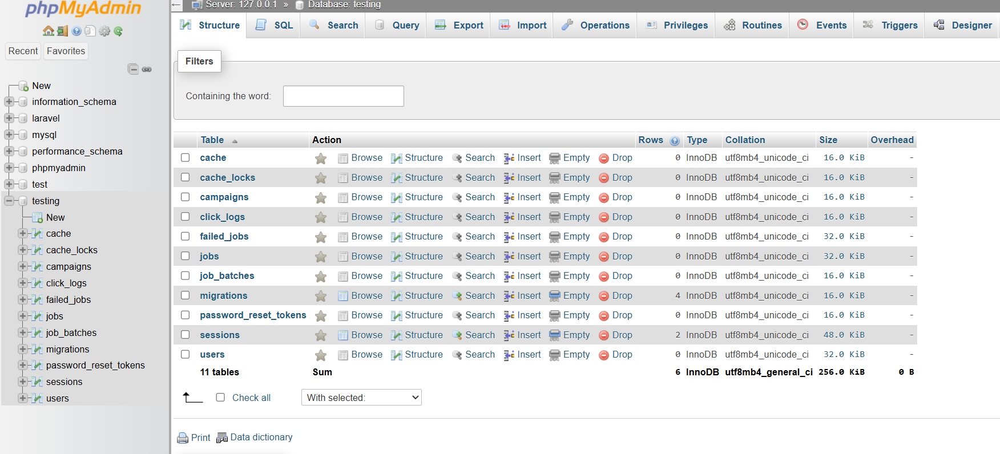 phpMyAdmin
Recent Favorites
New
information_schema
laravel
mysql
performance_schema
phpmyadmin
test
testing
New
cache
cache_locks
campaigns
click_logs
failed_jobs
jobs
job_batches
migrations
password_reset_tokens
sessions
users
Server: 127.0.0.1 » Database: testing
Structure SQL Search Query Export Import Operations Privileges Routines Events Triggers Designer
Filters
Containing the word:
Table Action Rows Type Collation Size Overhead
cache Browse Structure Search Insert Empty Drop 0 InnoDB utf8mb4_unicode_ci 16.0 KiB -
cache_locks Browse Structure Search Insert Empty Drop 0 InnoDB utf8mb4_unicode_ci 16.0 KiB -
campaigns Browse Structure Search Insert Empty Drop 0 InnoDB utf8mb4_unicode_ci 16.0 KiB -
click_logs Browse Structure Search Insert Empty Drop 0 InnoDB utf8mb4_unicode_ci 16.0 KiB -
failed_jobs Browse Structure Search Insert Empty Drop 0 InnoDB utf8mb4_unicode_ci 32.0 KiB -
jobs Browse Structure Search Insert Empty Drop 0 InnoDB utf8mb4_unicode_ci 32.0 KiB -
job_batches Browse Structure Search Insert Empty Drop 0 InnoDB utf8mb4_unicode_ci 16.0 KiB -
migrations Browse Structure Search Insert Empty Drop 4 InnoDB utf8mb4_unicode_ci 16.0 KiB -
password_reset_tokens Browse Structure Search Insert Empty Drop 0 InnoDB utf8mb4_unicode_ci 16.0 KiB -
sessions Browse Structure Search Insert Empty Drop 2 InnoDB utf8mb4_unicode_ci 48.0 KiB -
users Browse Structure Search Insert Empty Drop 0 InnoDB utf8mb4_unicode_ci 32.0 KiB -
11 tables Sum 6 InnoDB utf8mb4_general_ci 256.0 KiB 0 B
Check all With selected:
Print Data dictionary